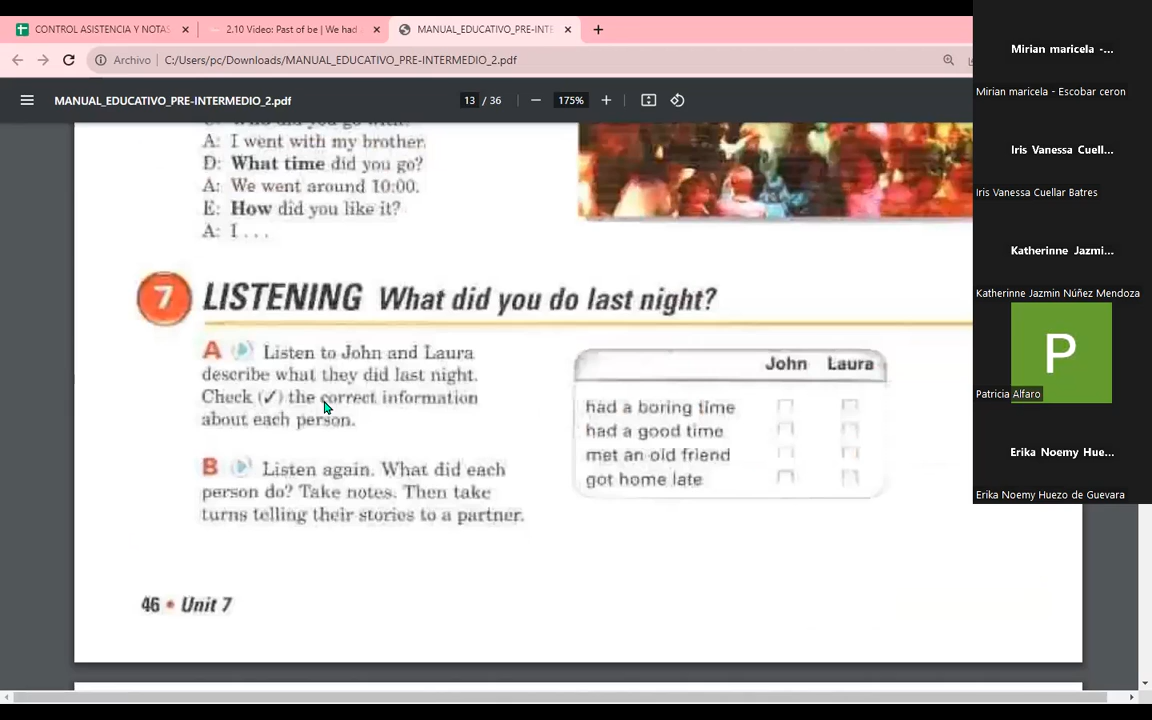 CONTROL ASISTENCIA Y NOTAS
2.10 Video: Past of be | We had
MANUAL_EDUCATIVO_PRE-INTE
Archivo
C:/Users/pc/Downloads/MANUAL_EDUCATIVO_PRE-INTERMEDIO_2.pdf
MANUAL_EDUCATIVO_PRE-INTERMEDIO_2.pdf
13 / 36
175%
A: I went with my brother.
D: What time did you go?
A: We went around 10:00.
E: How did you like it?
A: I . . .
7 LISTENING What did you do last night?
A Listen to John and Laura
describe what they did last night.
Check (✓) the correct information
about each person.
B Listen again. What did each
person do? Take notes. Then take
turns telling their stories to a partner.
John Laura
had a boring time
had a good time
met an old friend
got home late
46 • Unit 7
Mirian maricela -...
Mirian maricela - Escobar ceron
Iris Vanessa Cuell...
Iris Vanessa Cuellar Batres
Katherinne Jazmi...
Katherinne Jazmin Núñez Mendoza
P
Patricia Alfaro
Erika Noemy Hue...
Erika Noemy Huezo de Guevara